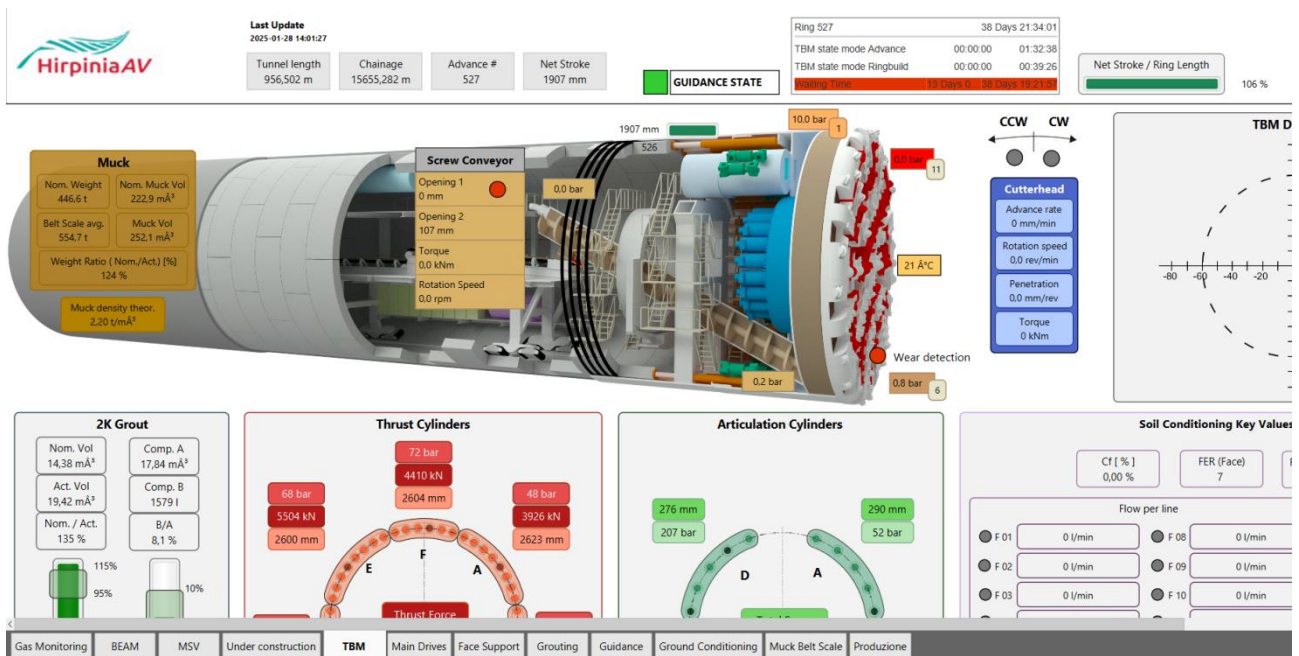 HirpiniaAV
Last Update
2025-01-28 14:01:27
Tunnel length
956,502 m
Chainage
15655,282 m
Advance #
527
Net Stroke
1907 mm
GUIDANCE STATE
Ring 527 38 Days 21:34:01
TBM state mode Advance 00:00:00 01:32:38
TBM state mode Ringbuild 00:00:00 00:39:26
Waiting Time 13 Days 0... 38 Days 19:21:57
Net Stroke / Ring Length
106 %
Muck
Nom. Weight
446,6 t
Nom. Muck Vol
222.9 mÂ³
Belt Scale avg.
554.7 t
Muck Vol
252.1 mÂ³
Weight Ratio ( Nom./Act.) [%]
124 %
Muck density theor.
2,20 t/mÂ³
Screw Conveyor
Opening 1
0 mm
Opening 2
107 mm
Torque
0,0 kNm
Rotation Speed
0,0 rpm
0,0 bar
1907 mm
526
10.0 bar
1
0,0 bar
11
21 Â°C
Wear detection
0,8 bar
6
0,2 bar
CCW CW
Cutterhead
Advance rate
0 mm/min
Rotation speed
0.0 rev/min
Penetration
0,0 mm/rev
Torque
0 kNm
TBM D
-80 -60 -20
2K Grout
Nom. Vol
14,38 mÂ³
Comp. A
17,84 mÂ³
Act. Vol
19,42 mÂ³
Comp. B
1579 l
Nom. / Act.
135 %
B/A
8,1 %
115%
95%
10%
Thrust Cylinders
72 bar
4410 kN
2604 mm
68 bar
5504 kN
2600 mm
48 bar
3926 kN
2623 mm
E
F
A
Thrust Force
Articulation Cylinders
276 mm
207 bar
290 mm
52 bar
D
A
Soil Conditioning Key Values
Cf [ % ]
0,00 %
FER (Face)
7
Flow per line
F 01 0 l/min F 08 0 l/min
F 02 0 l/min F 09 0 l/min
F 03 0 l/min F 10 0 l/min
Gas Monitoring BEAM MSV Under construction TBM Main Drives Face Support Grouting Guidance Ground Conditioning Muck Belt Scale Produzione